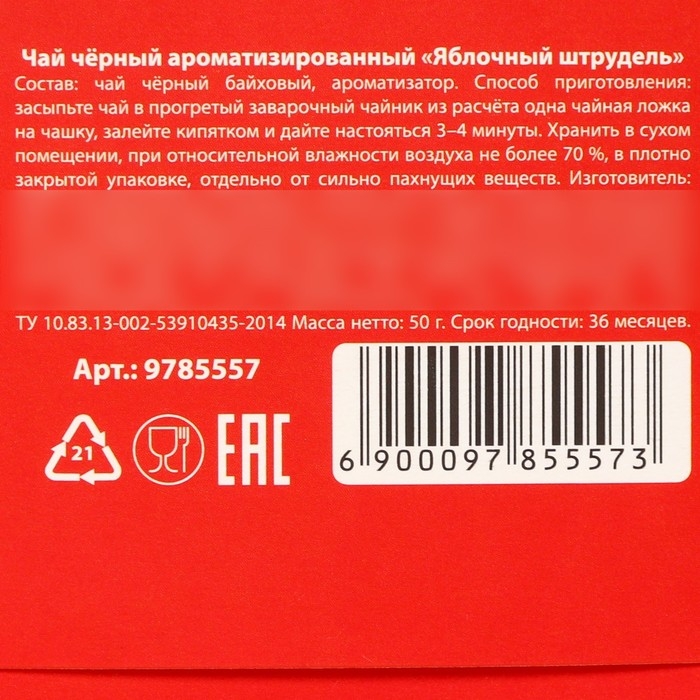 Чай чёрный ароматизированный «Яблочный штрудель»
Состав: чай чёрный байховый, ароматизатор. Способ приготовления:
засыпьте чай в прогретый заварочный чайник из расчёта одна чайная ложка
на чашку, залейте кипятком и дайте настояться 3–4 минуты. Хранить в сухом
помещении, при относительной влажности воздуха не более 70 %, в плотно
закрытой упаковке, отдельно от сильно пахнущих веществ. Изготовитель:
ТУ 10.83.13-002-53910435-2014 Масса нетто: 50 г. Срок годности: 36 месяцев.
Арт.: 9785557
21
EAC
6 900097 855573